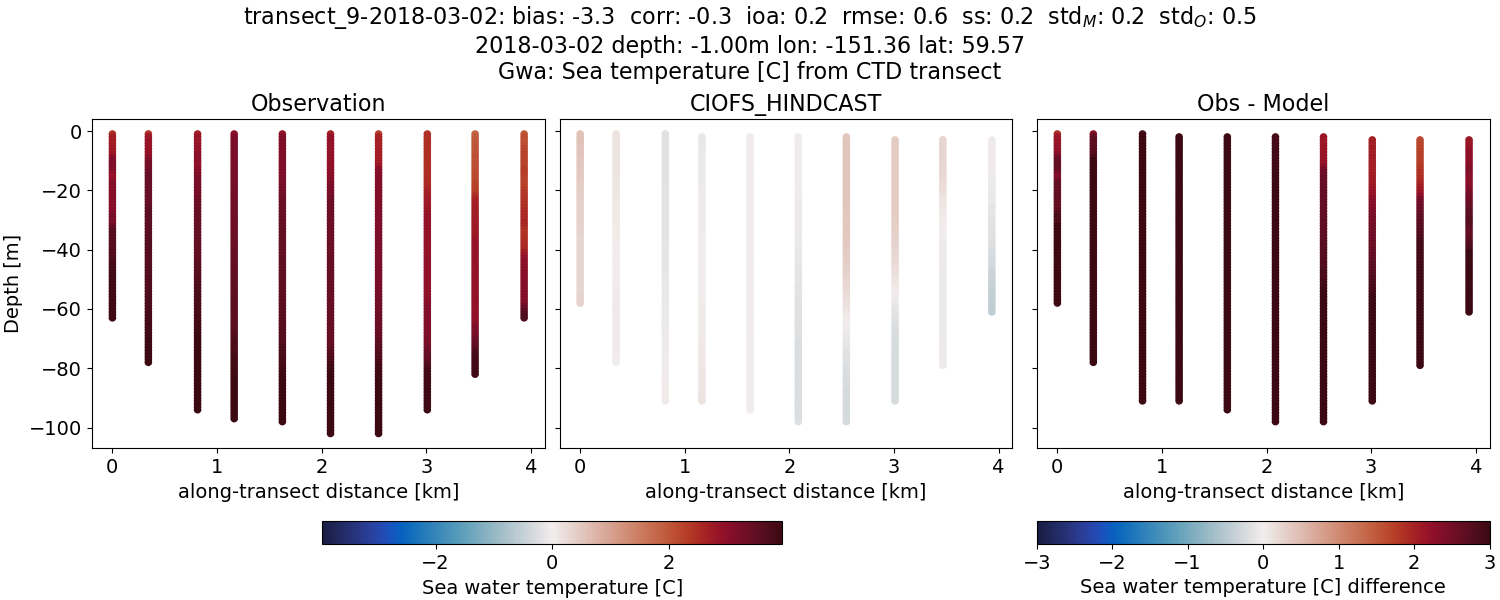 transect_9-2018-03-02: bias: -3.3  corr: -0.3  ioa: 0.2  rmse: 0.6  ss: 0.2  std_M: 0.2  std_O: 0.5
2018-03-02 depth: -1.00m lon: -151.36 lat: 59.57
Gwa: Sea temperature [C] from CTD transect
Observation
CIOFS_HINDCAST
Obs - Model
Depth [m]
0
−20
−40
−60
−80
−100
0 1 2 3 4
0 1 2 3 4
0 1 2 3 4
along-transect distance [km]
along-transect distance [km]
along-transect distance [km]
−2 0 2
Sea water temperature [C]
−3 −2 −1 0 1 2 3
Sea water temperature [C] difference